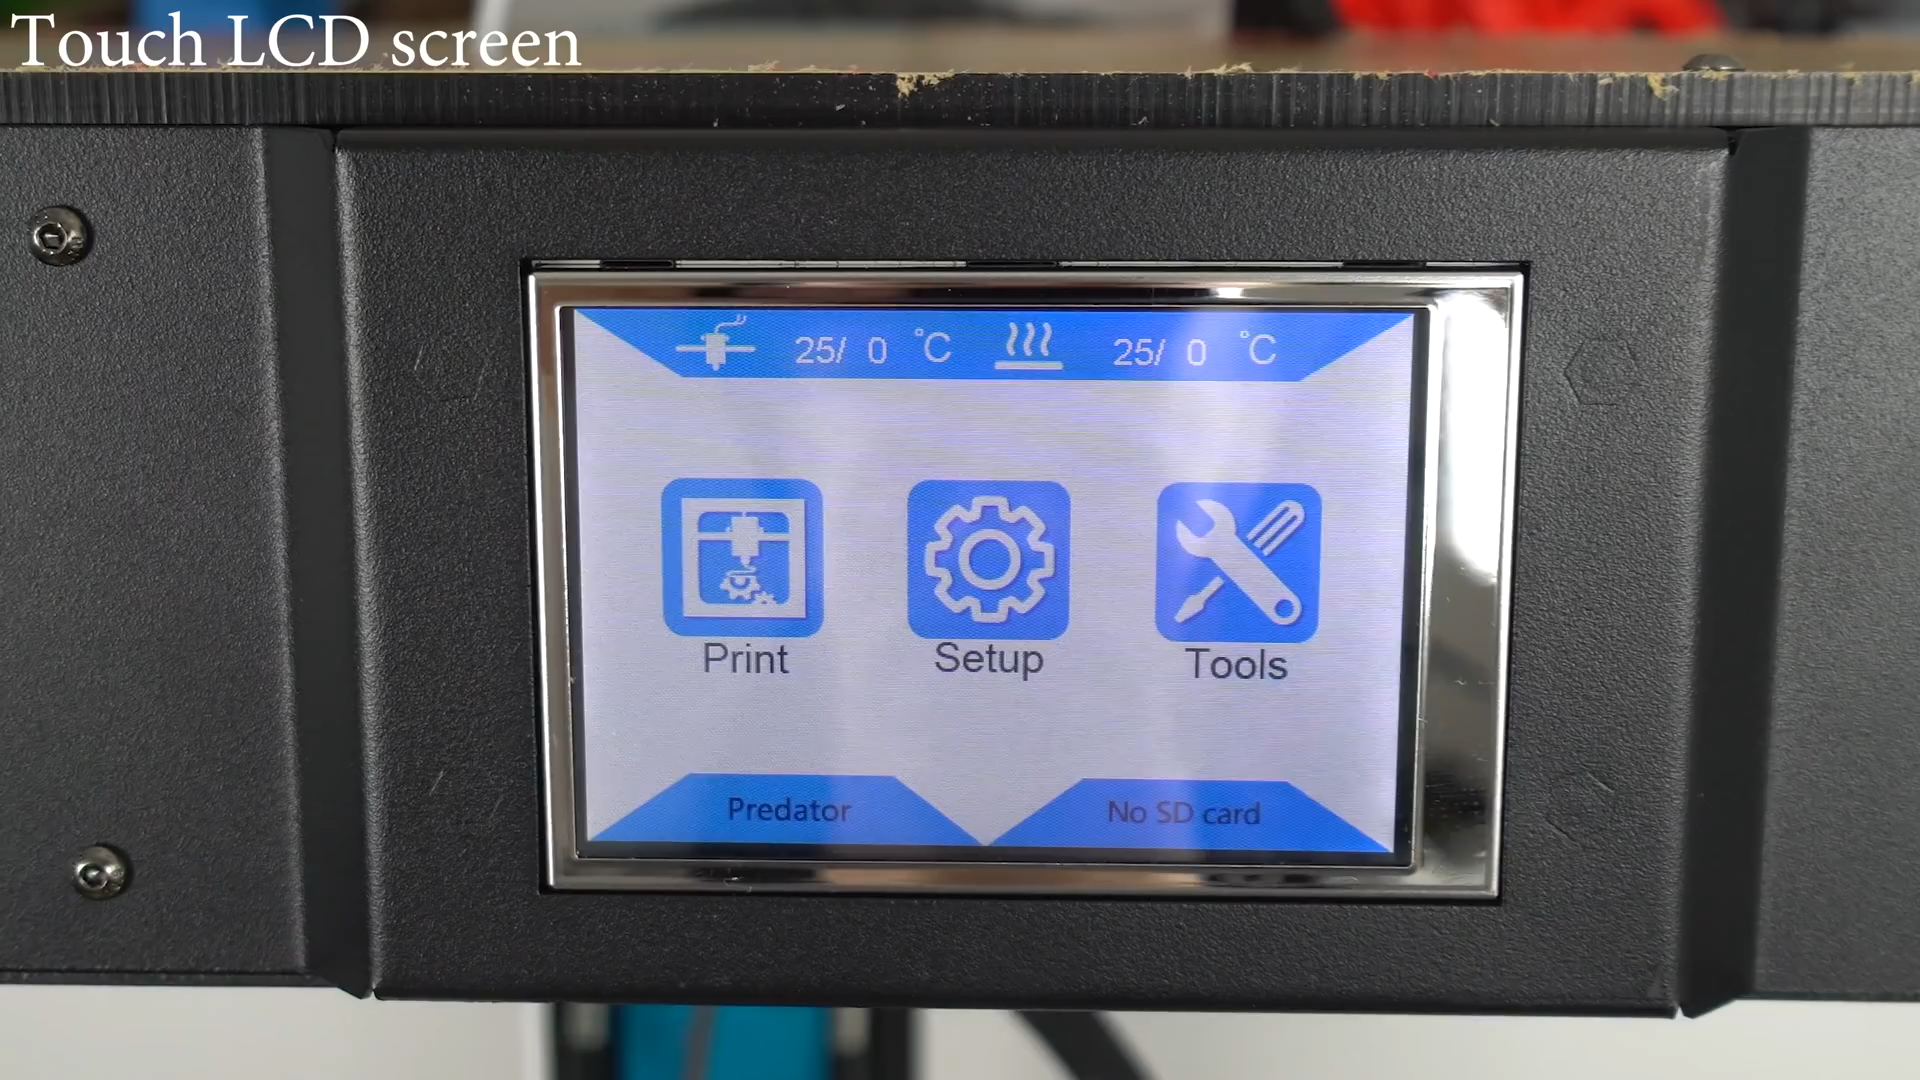 Touch LCD screen
25/ 0 °C 25/ 0 °C
Print Setup Tools
Predator No SD card